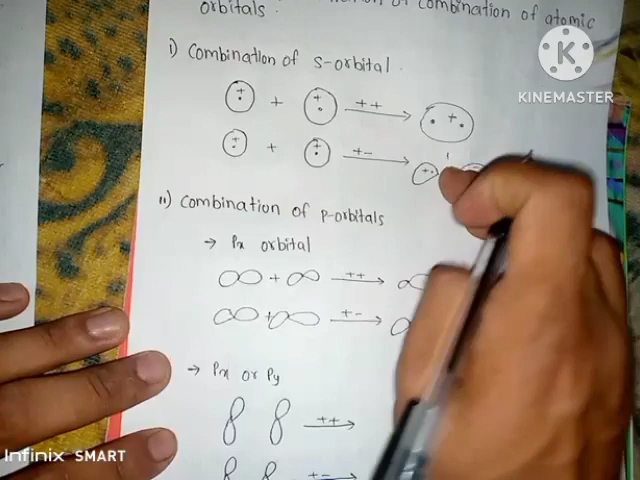 of combination of atomic
orbitals :
K
KINEMASTER
i) Combination of S-orbital.
+ + + ++ +
+ + +-
ii) Combination of P-orbitals
→ Px orbital
+ ++
+ +-
→ Px or Py
++
+-
Infinix SMART